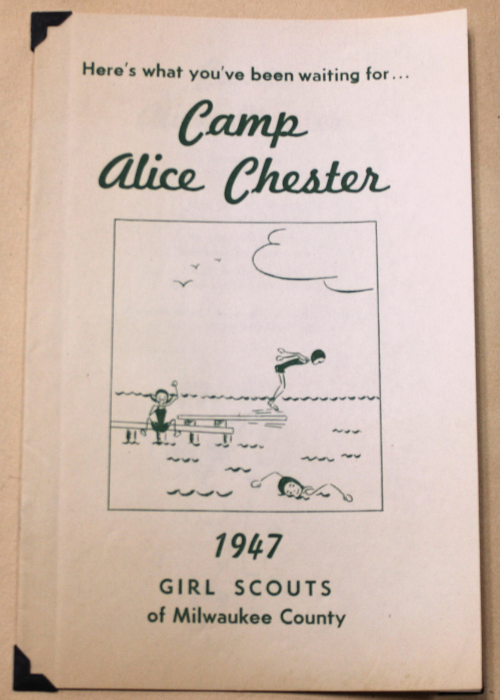 Here's what you've been waiting for...
Camp
Alice Chester
1947
GIRL SCOUTS
of Milwaukee County